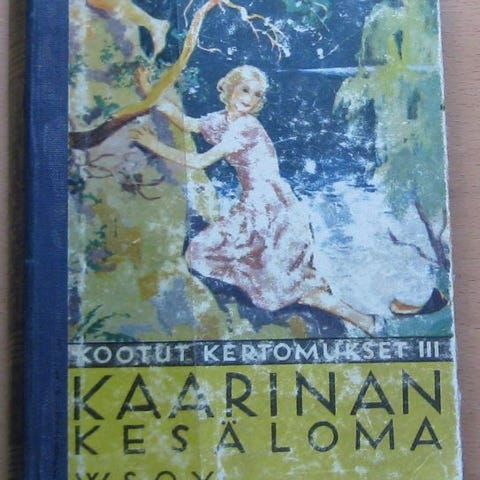 KOOTUT KERTOMUKSET III
KAARINAN
KESÄLOMA
WSOY